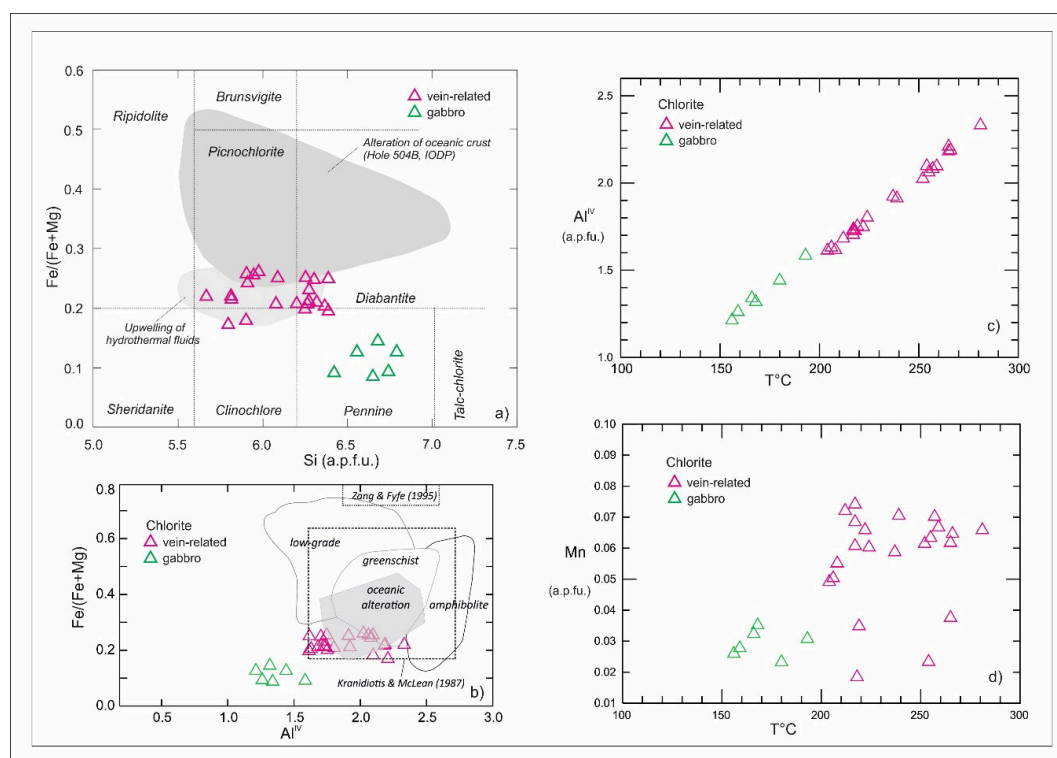 0.6
0.5
0.4
0.3
0.2
0.1
0.0
Fe/(Fe+Mg)
Brunsvigite
Ripidolite
Picnochlorite
vein-related
gabbro
Alteration of oceanic crust
(Hole 504B, IODP)
Diabantite
Upwelling of
hydrothermal fluids
Sheridanite
Clinochlore
Pennine
Talc-chlorite
a)
5.0 5.5 6.0 6.5 7.0 7.5
Si (a.p.f.u.)
0.8
0.6
0.4
0.2
0.0
Fe/(Fe+Mg)
Zang & Fyfe (1995)
Chlorite
vein-related
gabbro
low-grade
greenschist
oceanic
alteration
amphibolite
Kranidiotis & McLean (1987)
b)
0.5 1.0 1.5 2.0 2.5 3.0
Al^IV
2.5
2.0
1.5
1.0
Al^IV
(a.p.fu.)
Chlorite
vein-related
gabbro
c)
100 150 200 250 300
T°C
0.10
0.09
0.08
0.07
0.06
0.05
0.04
0.03
0.02
0.01
Mn
(a.p.fu.)
Chlorite
vein-related
gabbro
d)
100 150 200 250 300
T°C